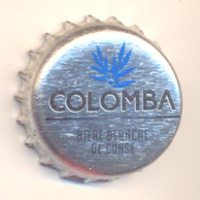 COLOMBA
BIÈRE BLANCHE
DE CORSE